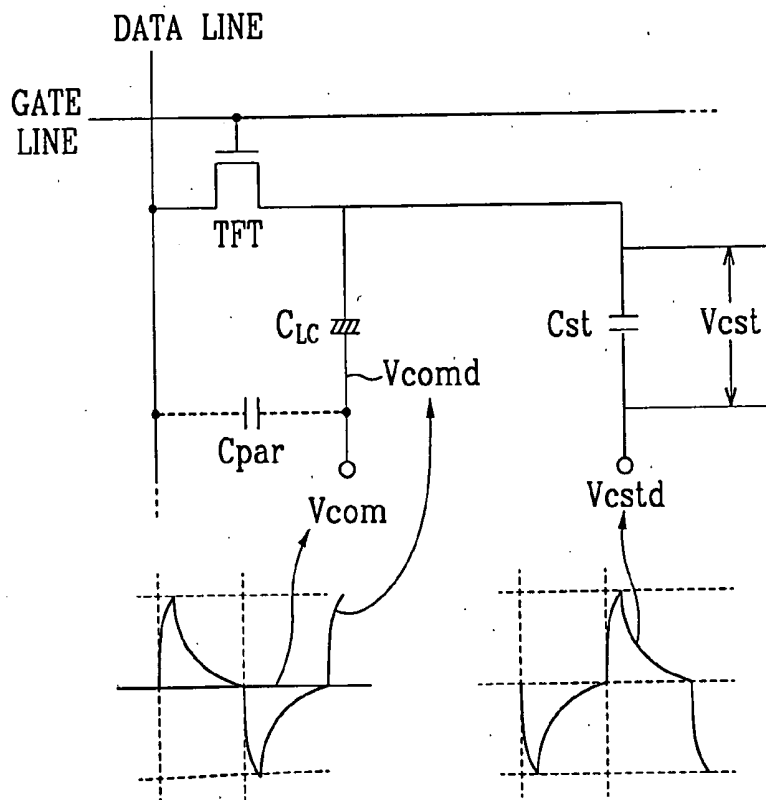 DATA LINE
GATE
LINE
TFT
CLC
Cst
Vcst
Vcomd
Cpar
Vcom
Vcstd